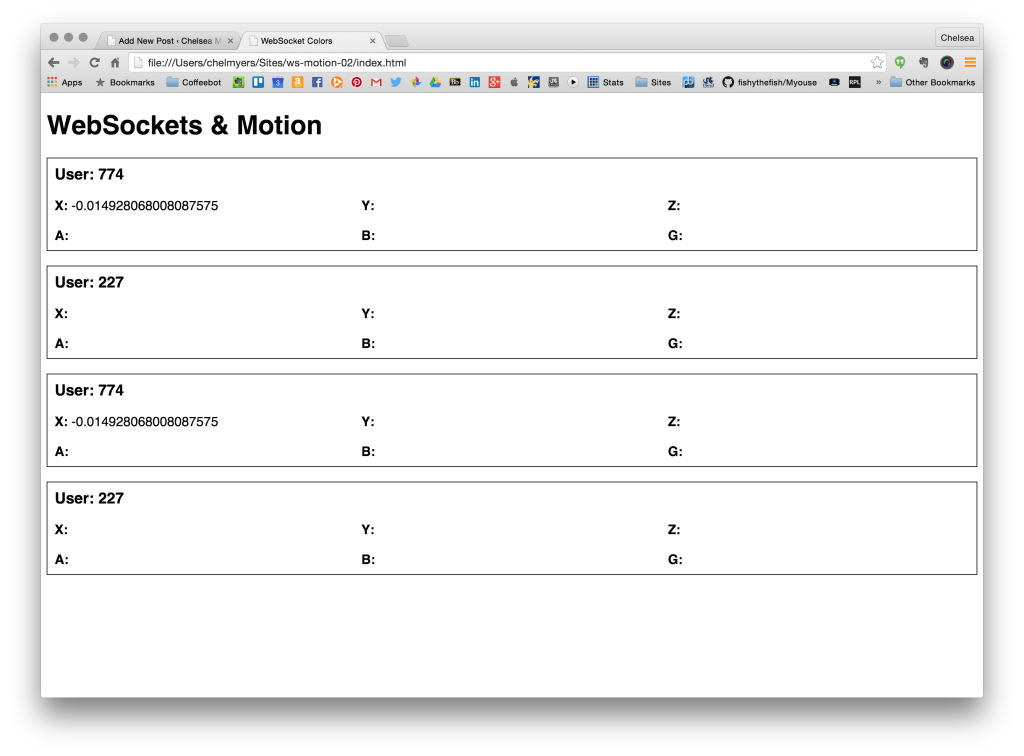 Add New Post ‹ Chelsea M
WebSocket Colors
Chelsea
file:///Users/chelmyers/Sites/ws-motion-02/index.html
Apps Bookmarks Coffeebot Stats Sites fishythefish/Myouse RPL » Other Bookmarks
WebSockets & Motion
User: 774
X: -0.014928068008087575 Y: Z:
A: B: G:
User: 227
X: Y: Z:
A: B: G:
User: 774
X: -0.014928068008087575 Y: Z:
A: B: G:
User: 227
X: Y: Z:
A: B: G: